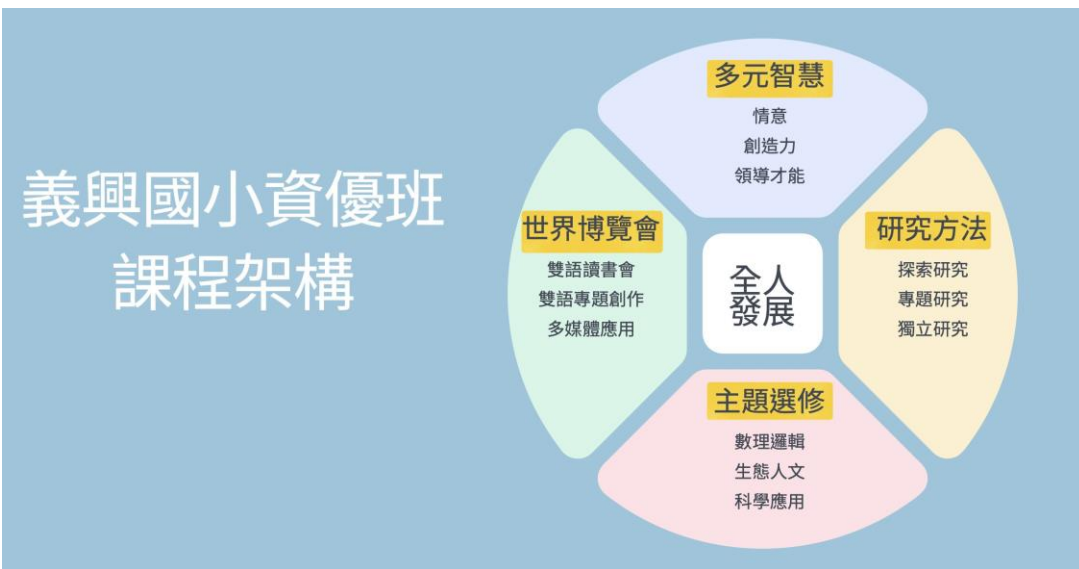 義興國小資優班
課程架構
多元智慧
情意
創造力
領導才能
世界博覽會
雙語讀書會
雙語專題創作
多媒體應用
全人
發展
研究方法
探索研究
專題研究
獨立研究
主題選修
數理邏輯
生態人文
科學應用